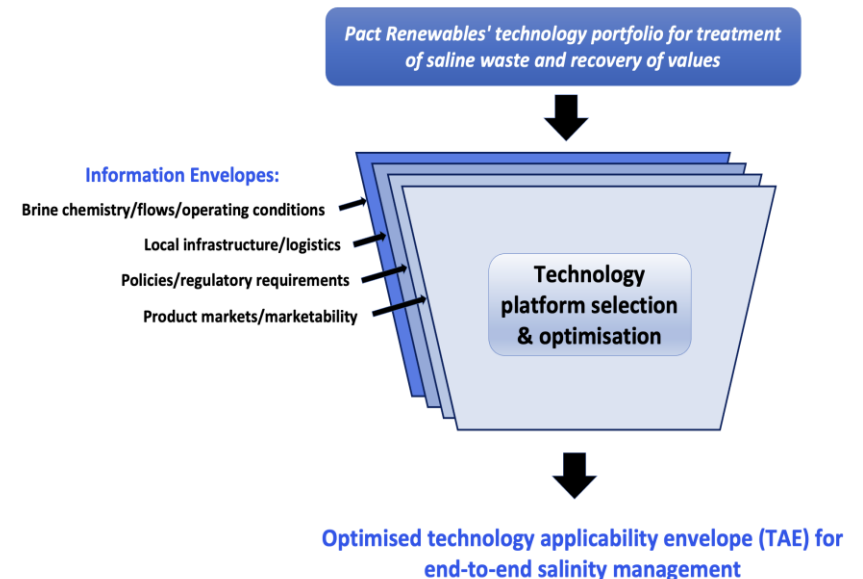 Pact Renewables' technology portfolio for treatment
of saline waste and recovery of values
Information Envelopes:
Brine chemistry/flows/operating conditions
Local infrastructure/logistics
Policies/regulatory requirements
Product markets/marketability
Technology
platform selection
& optimisation
Optimised technology applicability envelope (TAE) for
end-to-end salinity management